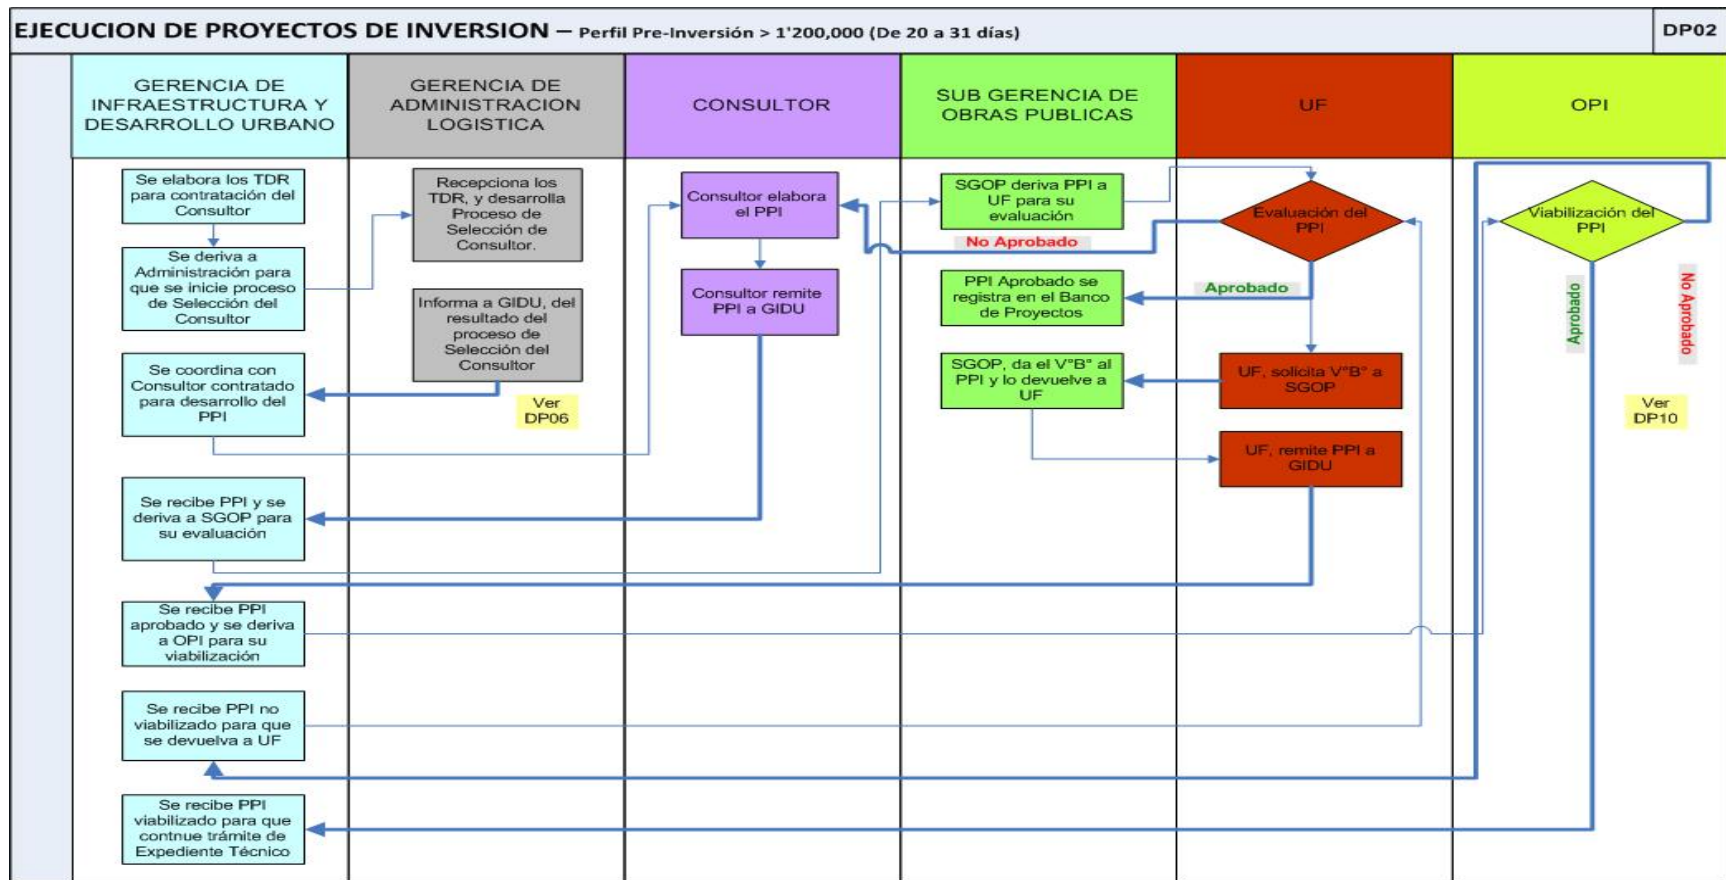 EJECUCION DE PROYECTOS DE INVERSION – Perfil Pre-Inversión > 1'200,000 (De 20 a 31 días)
DP02
GERENCIA DE
INFRAESTRUCTURA Y
DESARROLLO URBANO
GERENCIA DE
ADMINISTRACION
LOGISTICA
CONSULTOR
SUB GERENCIA DE
OBRAS PUBLICAS
UF
OPI
Se elabora los TDR
para contratación del
Consultor
Se deriva a
Administración para
que se inicie proceso
de Selección del
Consultor
Se coordina con
Consultor contratado
para desarrollo del
PPI
Se recibe PPI y se
deriva a SGOP para
su evaluación
Se recibe PPI
aprobado y se deriva
a OPI para su
viabilización
Se recibe PPI no
viabilizado para que
se devuelva a UF
Se recibe PPI
viabilizado para que
contnue trámite de
Expediente Técnico
Recepciona los
TDR, y desarrolla
Proceso de
Selección de
Consultor.
Informa a GIDU, del
resultado del
proceso de
Selección del
Consultor
Ver
DP06
Consultor elabora
el PPI
Consultor remite
PPI a GIDU
SGOP deriva PPI a
UF para su
evaluación
No Aprobado
PPI Aprobado se
registra en el Banco
de Proyectos
SGOP, da el V°B° al
PPI y lo devuelve a
UF
Evaluación del
PPI
Aprobado
UF, solicita V°B° a
SGOP
UF, remite PPI a
GIDU
Viabilización del
PPI
Aprobado
No Aprobado
Ver
DP10